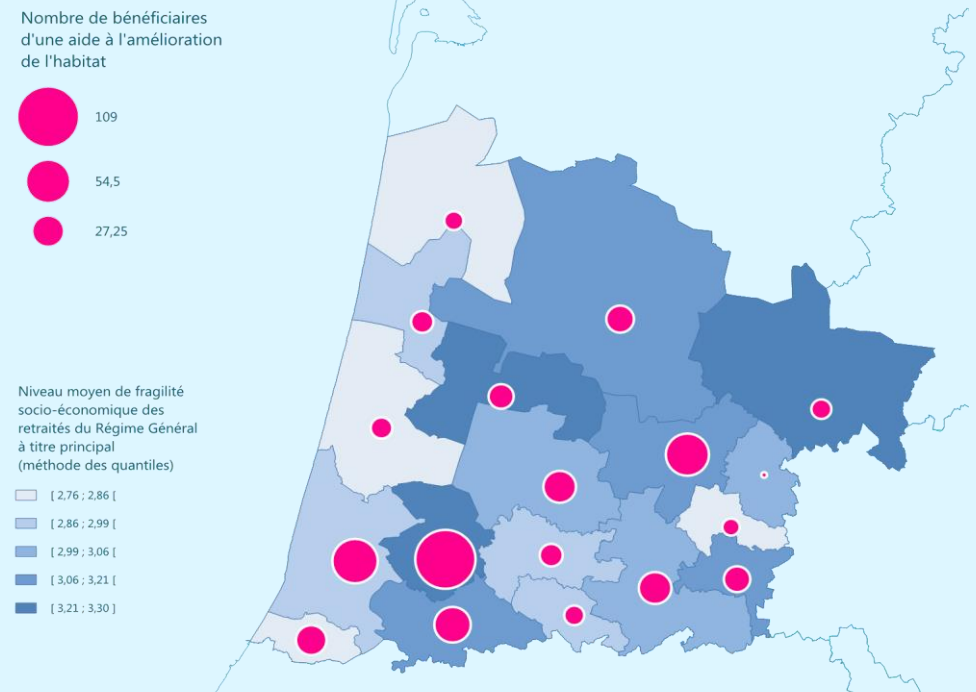 Nombre de bénéficiaires
d'une aide à l'amélioration
de l'habitat
109
54,5
27,25
Niveau moyen de fragilité
socio-économique des
retraités du Régime Général
à titre principal
(méthode des quantiles)
[ 2,76 ; 2,86 [
[ 2,86 ; 2,99 [
[ 2,99 ; 3,06 [
[ 3,06 ; 3,21 [
[ 3,21 ; 3,30 ]